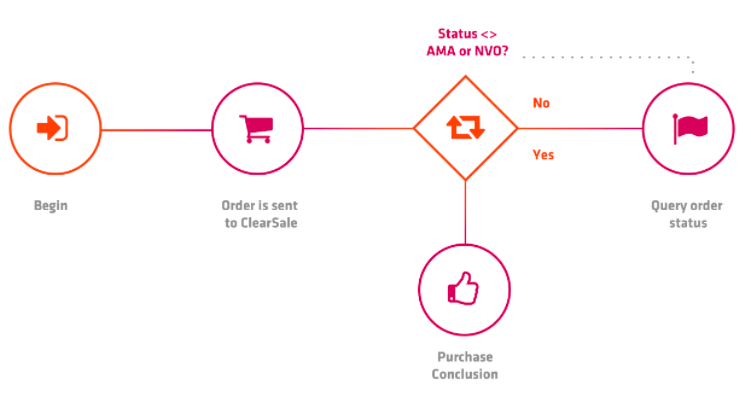 Status <>
AMA or NVO?
No
Yes
Begin
Order is sent
to ClearSale
Query order
status
Purchase
Conclusion